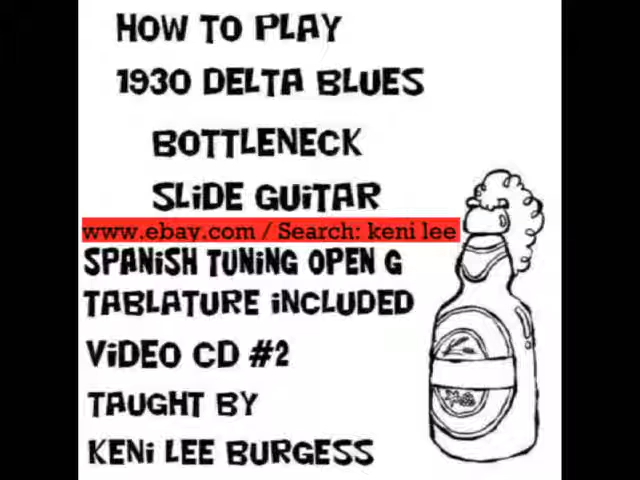 HOW TO PLAY
1930 DELTA BLUES
BOTTLENECK
SLiDE GUiTAR
www.ebay.com / Search: keni lee
SPANiSH TUNiNG OPEN G
TABLATURE iNCLUDED
ViDEO CD #2
TAUGHT BY
KENi LEE BURGESS